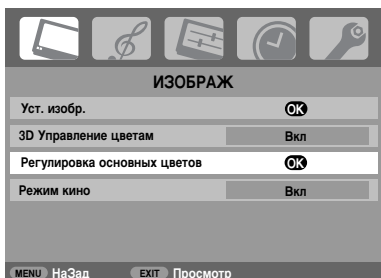 ИЗОБРАЖ
Уст. изобр. OK
3D Управление цветам Вкл
Регулировка основных цветов OK
Режим кино Вкл
MENU НаЗад EXIT Просмотр